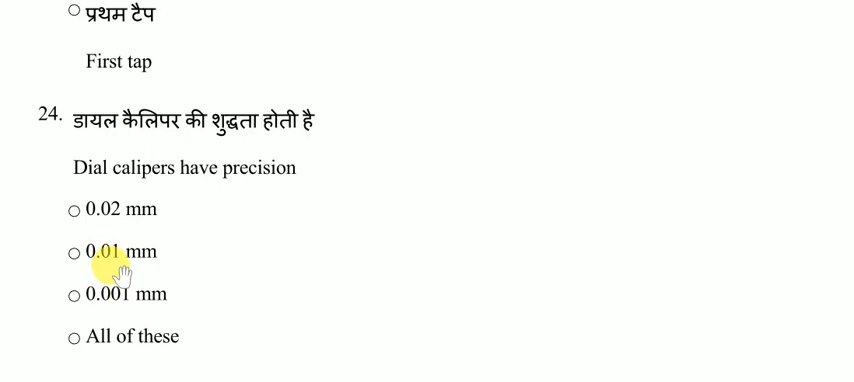 प्रथम टैप
First tap
24. डायल कैलिपर की शुद्धता होती है
Dial calipers have precision
0.02 mm
0.01 mm
0.001 mm
All of these